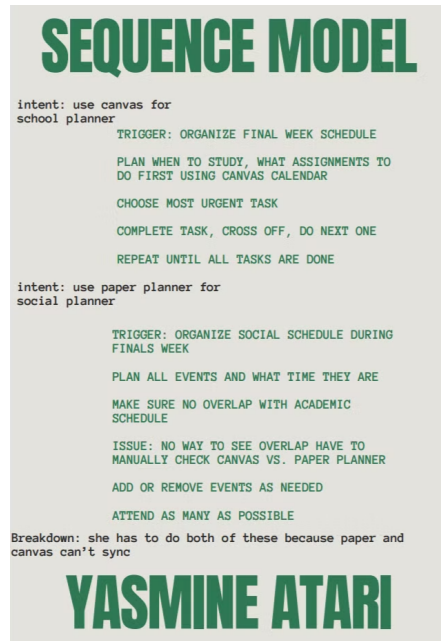 SEQUENCE MODEL
intent: use canvas for
school planner
TRIGGER: ORGANIZE FINAL WEEK SCHEDULE
PLAN WHEN TO STUDY, WHAT ASSIGNMENTS TO
DO FIRST USING CANVAS CALENDAR
CHOOSE MOST URGENT TASK
COMPLETE TASK, CROSS OFF, DO NEXT ONE
REPEAT UNTIL ALL TASKS ARE DONE
intent: use paper planner for
social planner
TRIGGER: ORGANIZE SOCIAL SCHEDULE DURING
FINALS WEEK
PLAN ALL EVENTS AND WHAT TIME THEY ARE
MAKE SURE NO OVERLAP WITH ACADEMIC
SCHEDULE
ISSUE: NO WAY TO SEE OVERLAP HAVE TO
MANUALLY CHECK CANVAS VS. PAPER PLANNER
ADD OR REMOVE EVENTS AS NEEDED
ATTEND AS MANY AS POSSIBLE
Breakdown: she has to do both of these because paper and
canvas can't sync
YASMINE ATARI